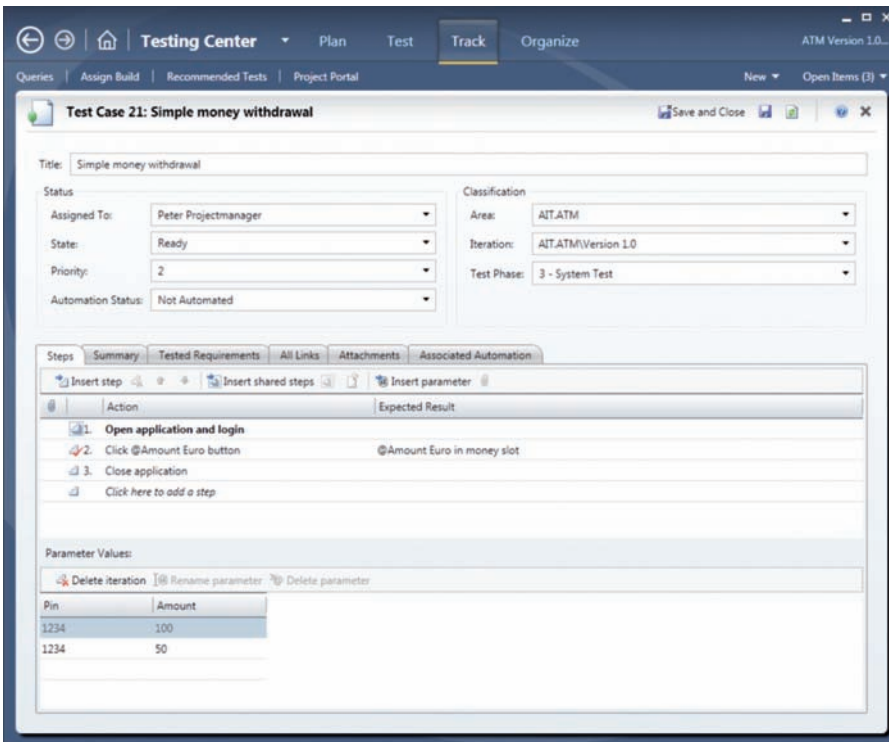 Testing Center Plan Test Track Organize ATM Version 1.0...
Queries | Assign Build | Recommended Tests | Project Portal New Open Items (3)
Test Case 21: Simple money withdrawal Save and Close
Title: Simple money withdrawal
Status Classification
Assigned To: Peter Projectmanager Area: AIT.ATM
State: Ready Iteration: AIT.ATM\Version 1.0
Priority: 2 Test Phase: 3 - System Test
Automation Status: Not Automated
Steps Summary Tested Requirements All Links Attachments Associated Automation
Insert step Insert shared steps Insert parameter
Action Expected Result
1. Open application and login
2. Click @Amount Euro button @Amount Euro in money slot
3. Close application
Click here to add a step
Parameter Values:
Delete iteration Rename parameter Delete parameter
Pin Amount
1234 100
1234 50